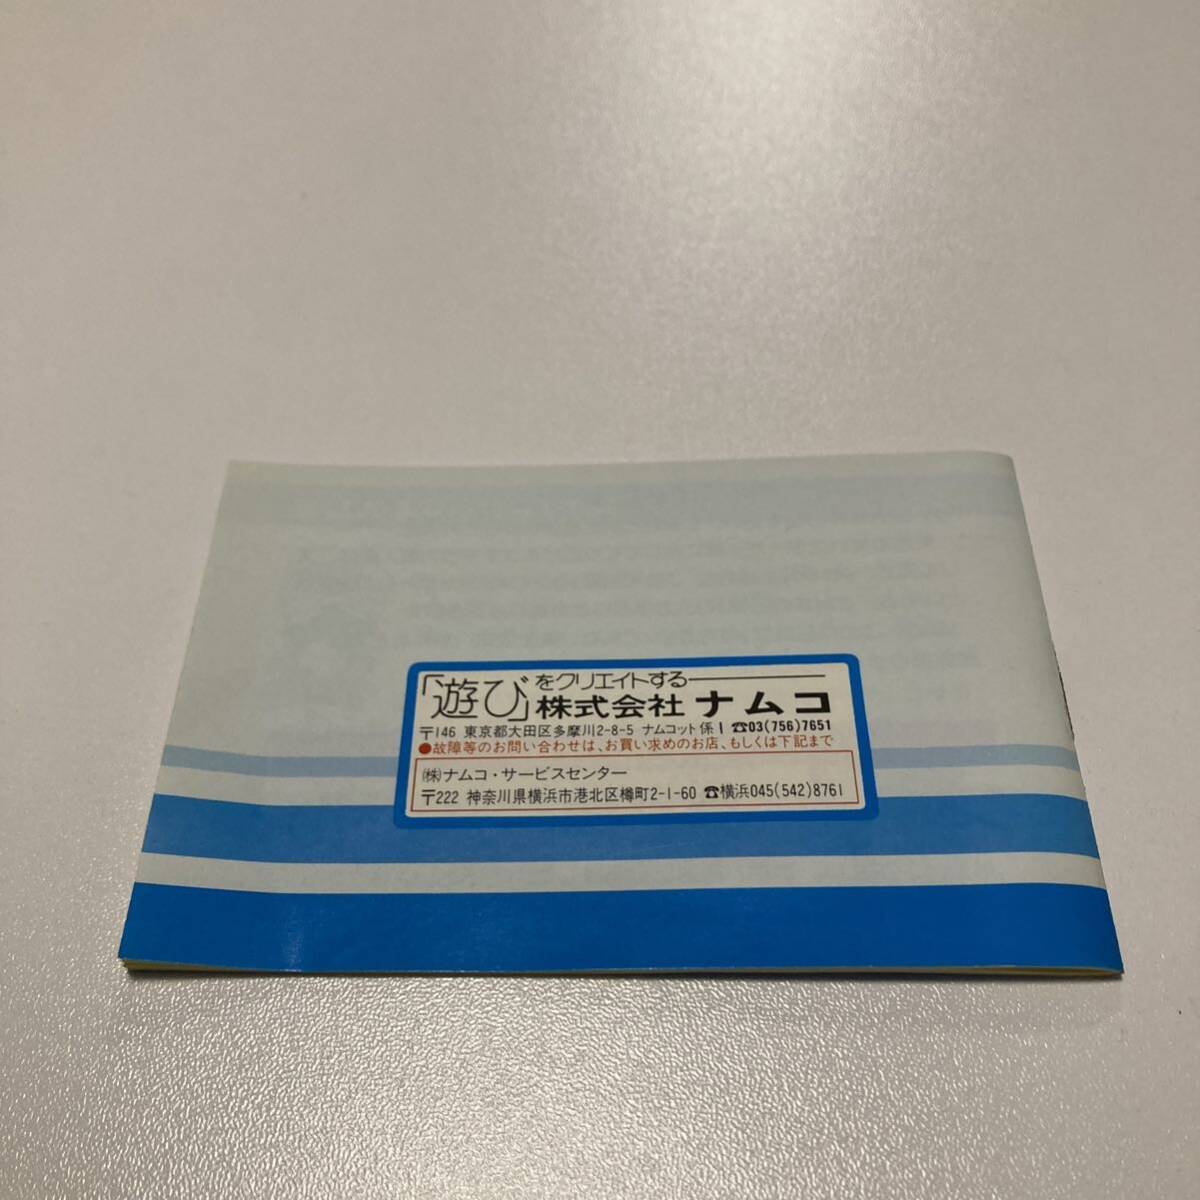 「遊び」をクリエイトする
株式会社ナムコ
〒146 東京都大田区多摩川2-8-5 ナムコット係 ☎03(756)7651
●故障等のお問い合わせは、お買い求めのお店、もしくは下記まで
㈱ナムコ・サービスセンター
〒222 神奈川県横浜市港北区樽町2-1-60 ☎横浜045(542)8761